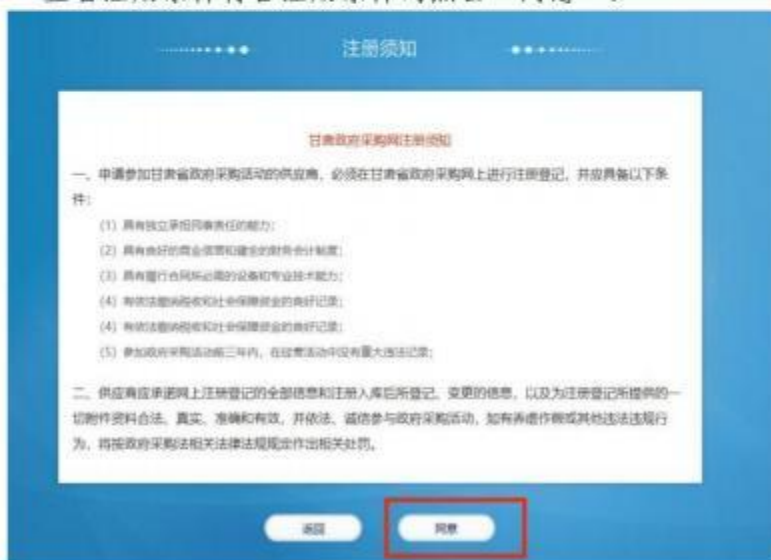 注册须知
甘肃政府采购网注册须知
一、申请参加甘肃省政府采购活动的供应商，必须在甘肃省政府采购网上进行注册登记，并应具备以下条
件：
(1) 具有独立承担民事责任的能力；
(2) 具有良好的商业信誉和健全的财务会计制度；
(3) 具有履行合同所必需的设备和专业技术能力；
(4) 有依法缴纳税收和社会保障资金的良好记录；
(4) 有依法缴纳税收和社会保障资金的良好记录；
(5) 参加政府采购活动前三年内，在经营活动中没有重大违法记录；
二、供应商应承诺网上注册登记的全部信息和注册入库后所登记、变更的信息，以及为注册登记所提供的一
切附件资料合法、真实、准确和有效，并依法、诚信参与政府采购活动，如有弄虚作假或其他违法违规行
为，将按政府采购法相关法律法规规定作出相关处罚。
返回
同意